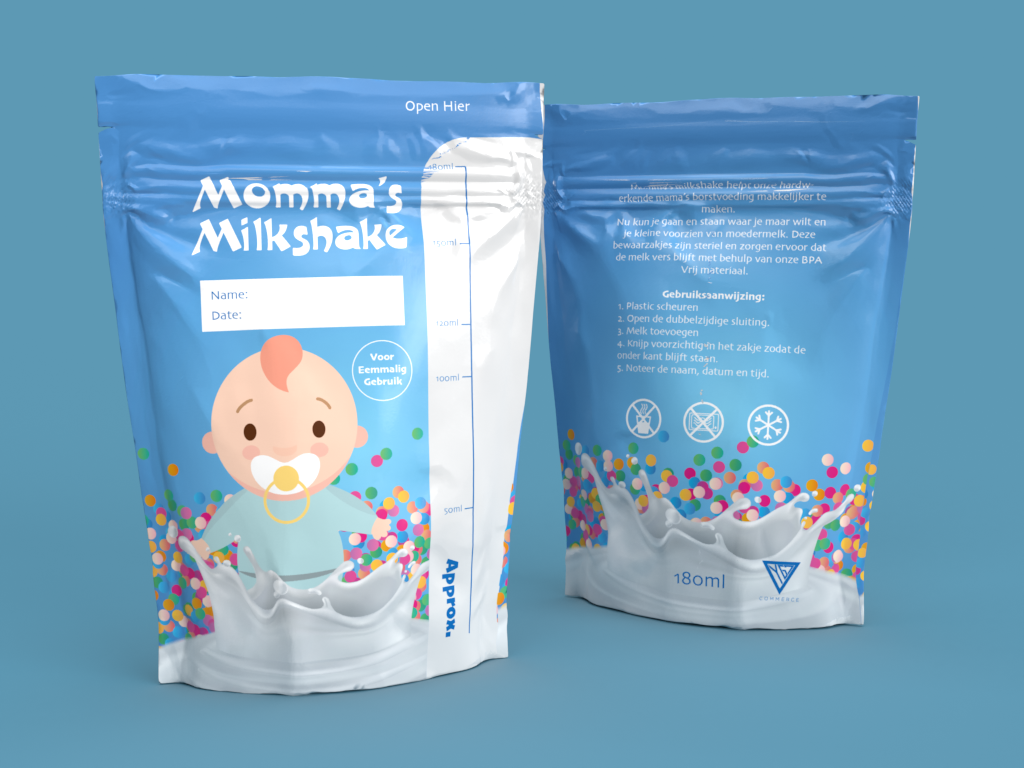 Open Hier
Momma's
Milkshake
Name:
Date:
Voor
Eemmalig
Gebruik
180ml
150ml
120ml
100ml
50ml
Approx.
milkshake helpt onze hardw
erkende mama's borstvoeding makkelijker te
maken.
Nu kun je gaan en staan waar je maar wilt en
je kleine voorzien van moedermelk. Deze
bewaarzakjes zijn steriel en zorgen ervoor dat
de melk vers blijft met behulp van onze BPA
Vrij materiaal.
Gebruiksaanwijzing:
1. Plastic scheuren
2. Open de dubbelzijdige sluiting.
3. Melk toevoegen
4. Knijp voorzichtig in het zakje zodat de
onder kant blijft staan.
5. Noteer de naam, datum en tijd.
180ml
COMMERCE